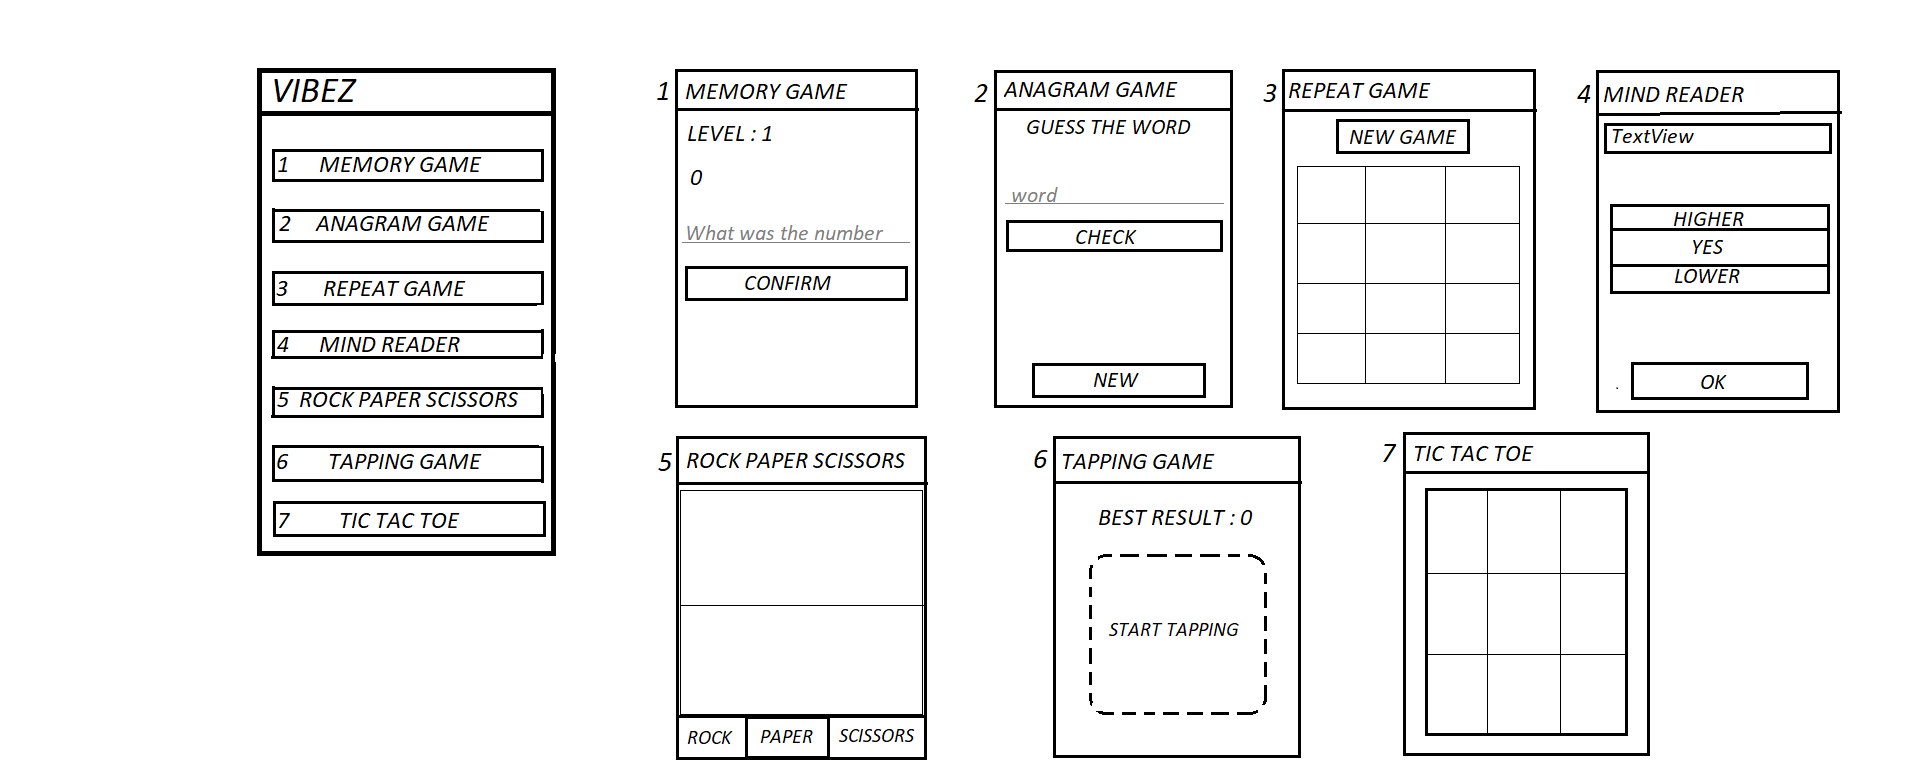 VIBEZ
1 MEMORY GAME
2 ANAGRAM GAME
3 REPEAT GAME
4 MIND READER
5 ROCK PAPER SCISSORS
6 TAPPING GAME
7 TIC TAC TOE
1 MEMORY GAME
LEVEL : 1
0
What was the number
CONFIRM
2 ANAGRAM GAME
GUESS THE WORD
word
CHECK
NEW
3 REPEAT GAME
NEW GAME
4 MIND READER
TextView
HIGHER
YES
LOWER
OK
5 ROCK PAPER SCISSORS
ROCK PAPER SCISSORS
6 TAPPING GAME
BEST RESULT : 0
START TAPPING
7 TIC TAC TOE